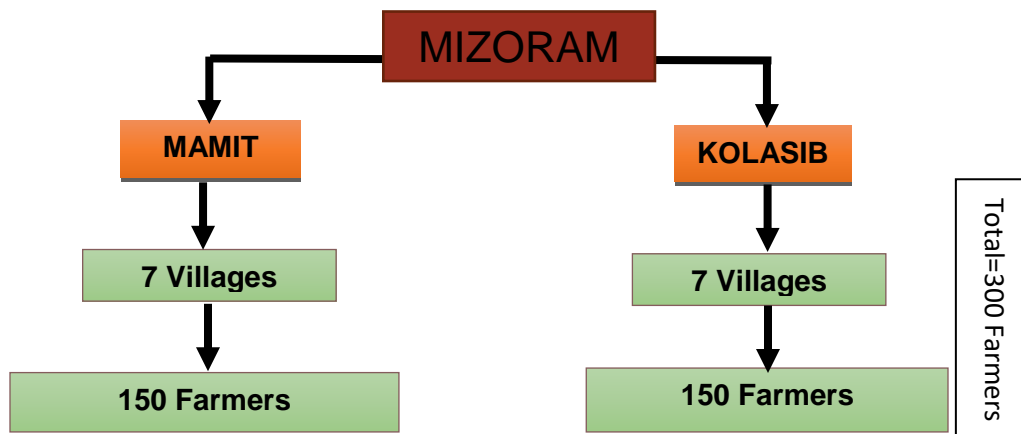 MIZORAM
MAMIT
KOLASIB
7 Villages
7 Villages
150 Farmers
150 Farmers
Total=300 Farmers